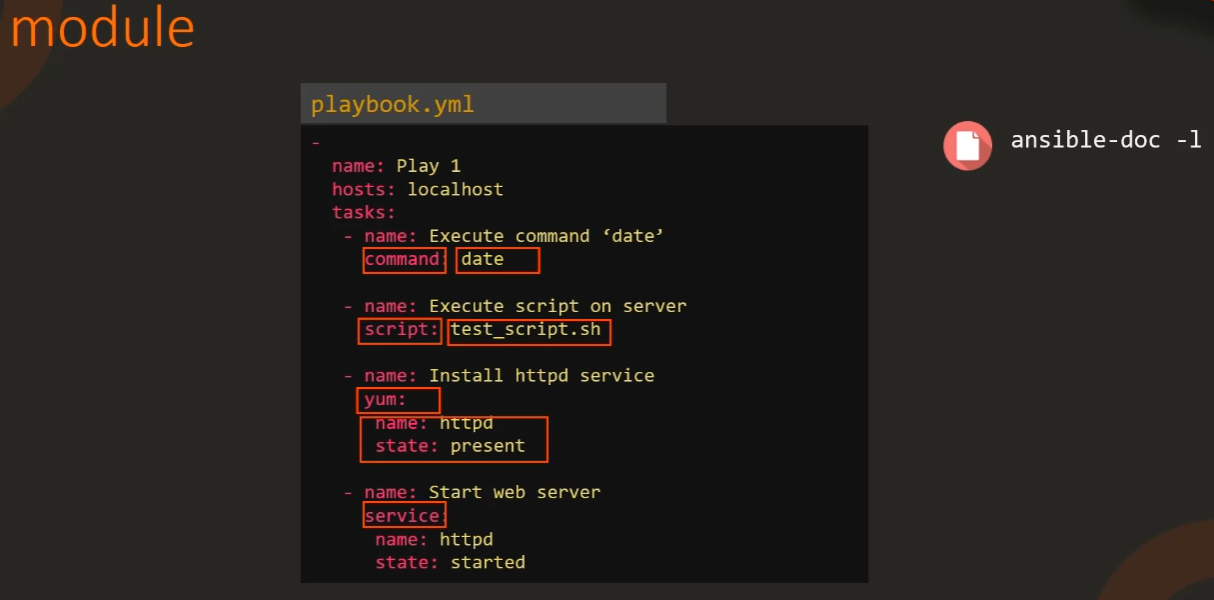 module
playbook.yml
-
name: Play 1
hosts: localhost
tasks:
- name: Execute command ‘date’
command: date
- name: Execute script on server
script: test_script.sh
- name: Install httpd service
yum:
name: httpd
state: present
- name: Start web server
service:
name: httpd
state: started
ansible-doc -l